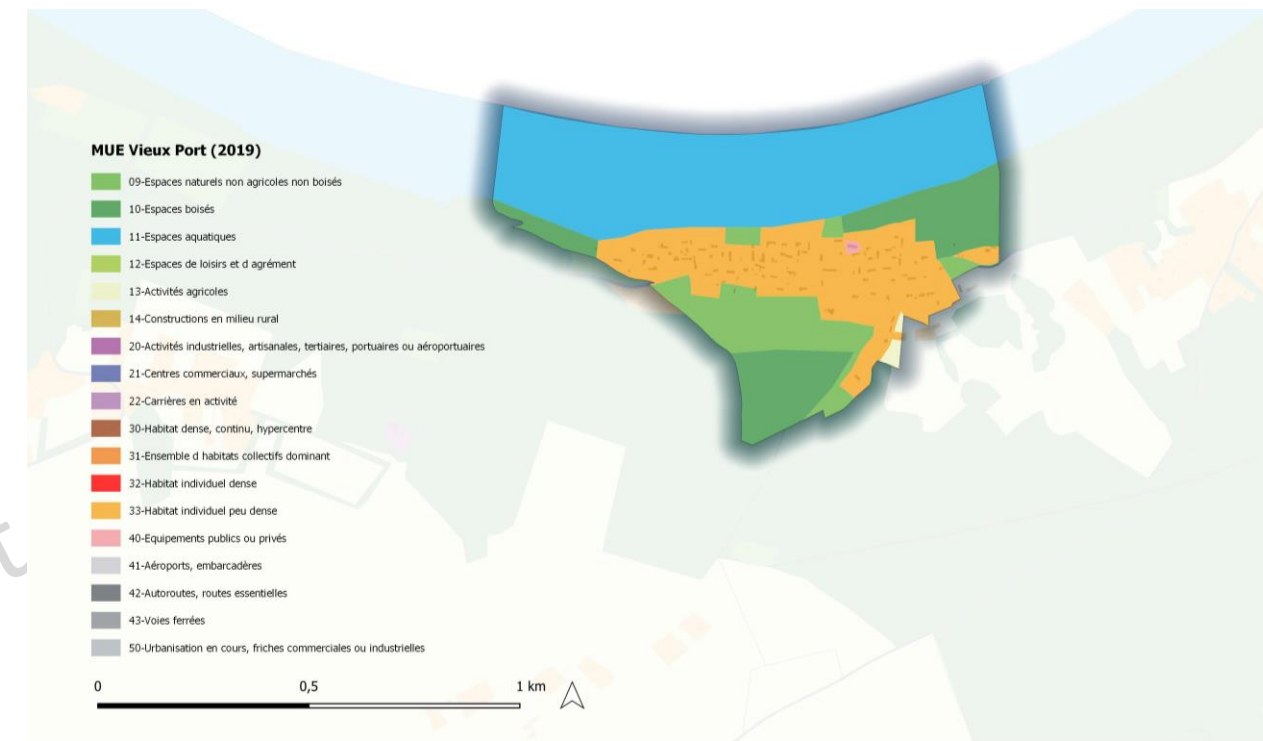 MUE Vieux Port (2019)
09-Espaces naturels non agricoles non boisés
10-Espaces boisés
11-Espaces aquatiques
12-Espaces de loisirs et d agrément
13-Activités agricoles
14-Constructions en milieu rural
20-Activités industrielles, artisanales, tertiaires, portuaires ou aéroportuaires
21-Centres commerciaux, supermarchés
22-Carrières en activité
30-Habitat dense, continu, hypercentre
31-Ensemble d habitats collectifs dominant
32-Habitat individuel dense
33-Habitat individuel peu dense
40-Equipements publics ou privés
41-Aéroports, embarcadères
42-Autoroutes, routes essentielles
43-Voies ferrées
50-Urbanisation en cours, friches commerciales ou industrielles
0 0,5 1 km